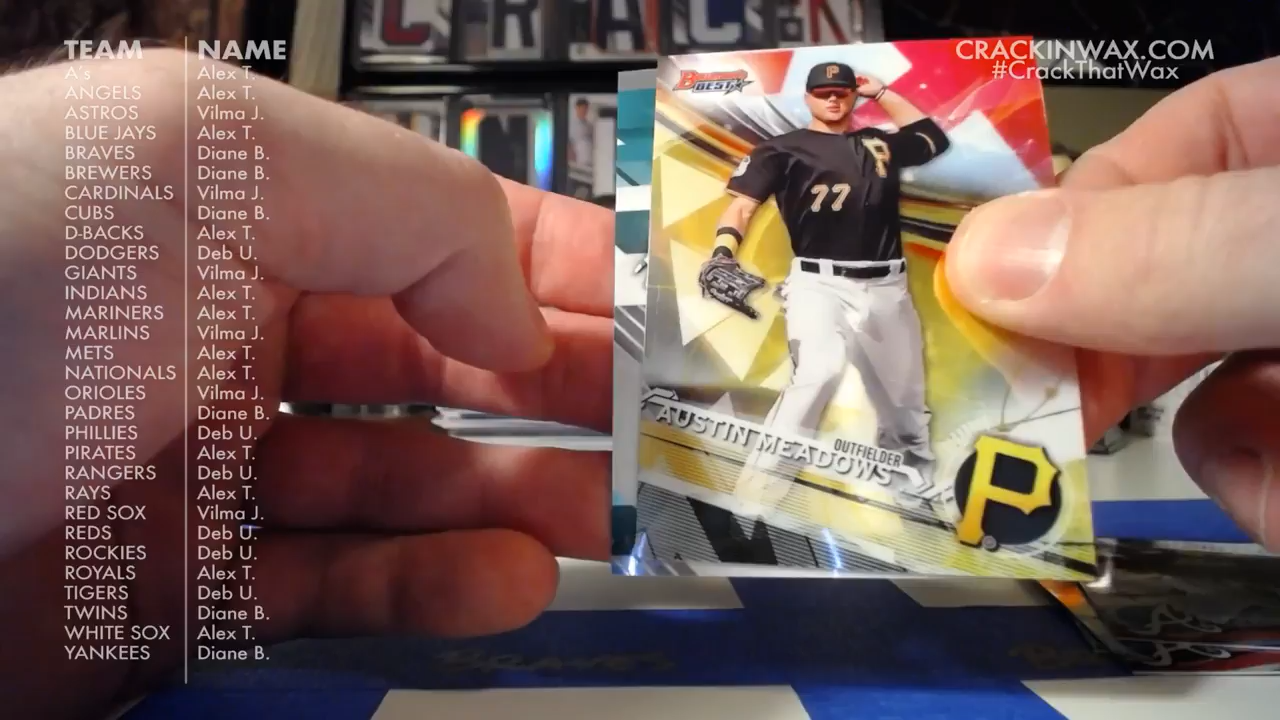 TEAM NAME
A's Alex T.
ANGELS Alex T.
ASTROS Vilma J.
BLUE JAYS Alex T.
BRAVES Diane B.
BREWERS Diane B.
CARDINALS Vilma J.
CUBS Diane B.
D-BACKS Alex T.
DODGERS Deb U.
GIANTS Vilma J.
INDIANS Alex T.
MARINERS Alex T.
MARLINS Vilma J.
METS Alex T.
NATIONALS Alex T.
ORIOLES Vilma J.
PADRES Diane B.
PHILLIES Deb U.
PIRATES Alex T.
RANGERS Deb U.
RAYS Alex T.
RED SOX Vilma J.
REDS Deb U.
ROCKIES Deb U.
ROYALS Alex T.
TIGERS Deb U.
TWINS Diane B.
WHITE SOX Alex T.
YANKEES Diane B.
CRACKINWAX.COM
#CrackThatWax
C R A C K
Bowman's
BEST
P
P
77
OUTFIELDER
AUSTIN MEADOWS
P